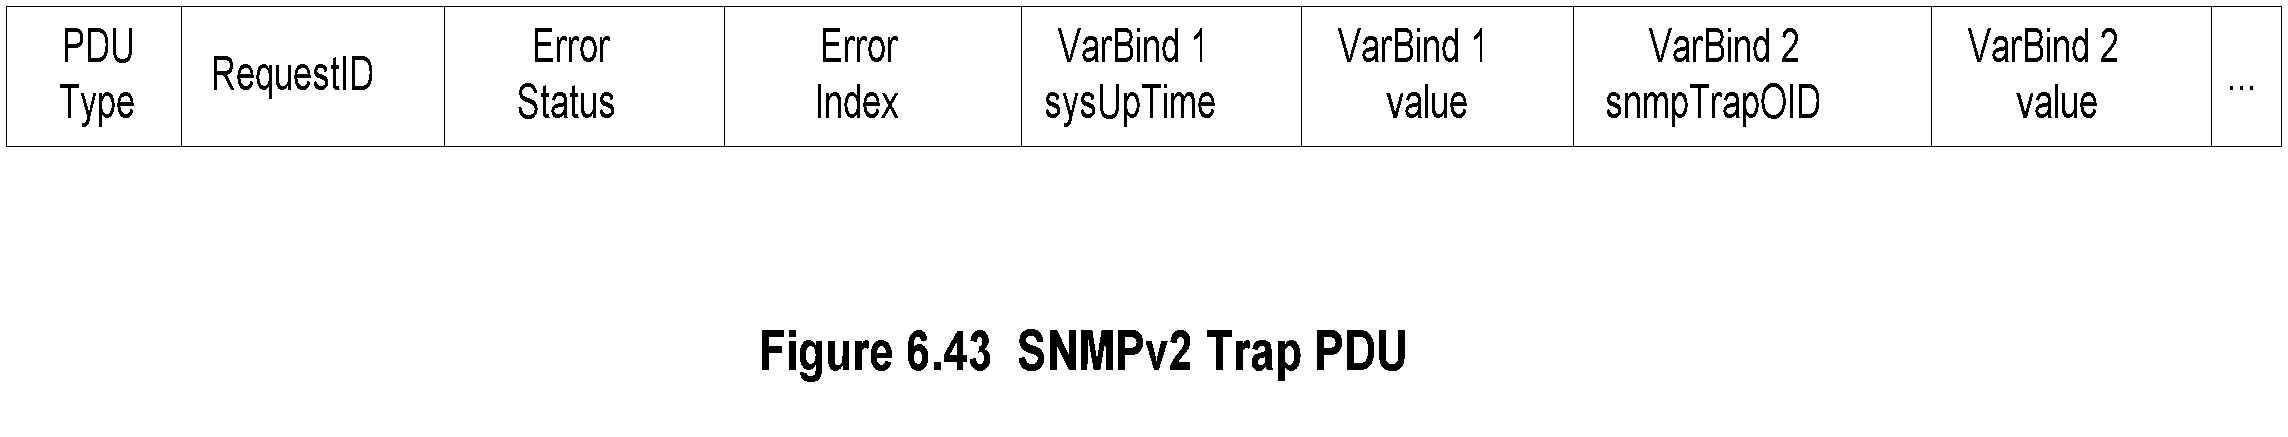 PDU
Type
RequestID
Error
Status
Error
Index
VarBind 1
sysUpTime
VarBind 1
value
VarBind 2
snmpTrapOID
VarBind 2
value
...
Figure 6.43 SNMPv2 Trap PDU